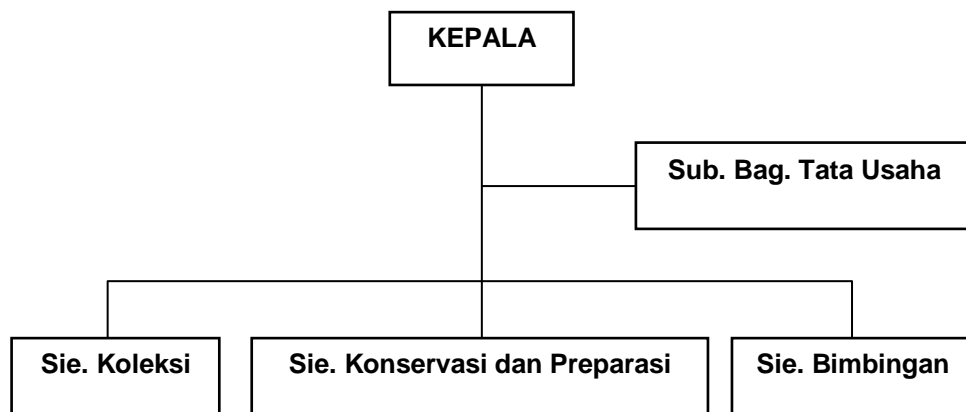 KEPALA
Sub. Bag. Tata Usaha
Sie. Koleksi
Sie. Konservasi dan Preparasi
Sie. Bimbingan